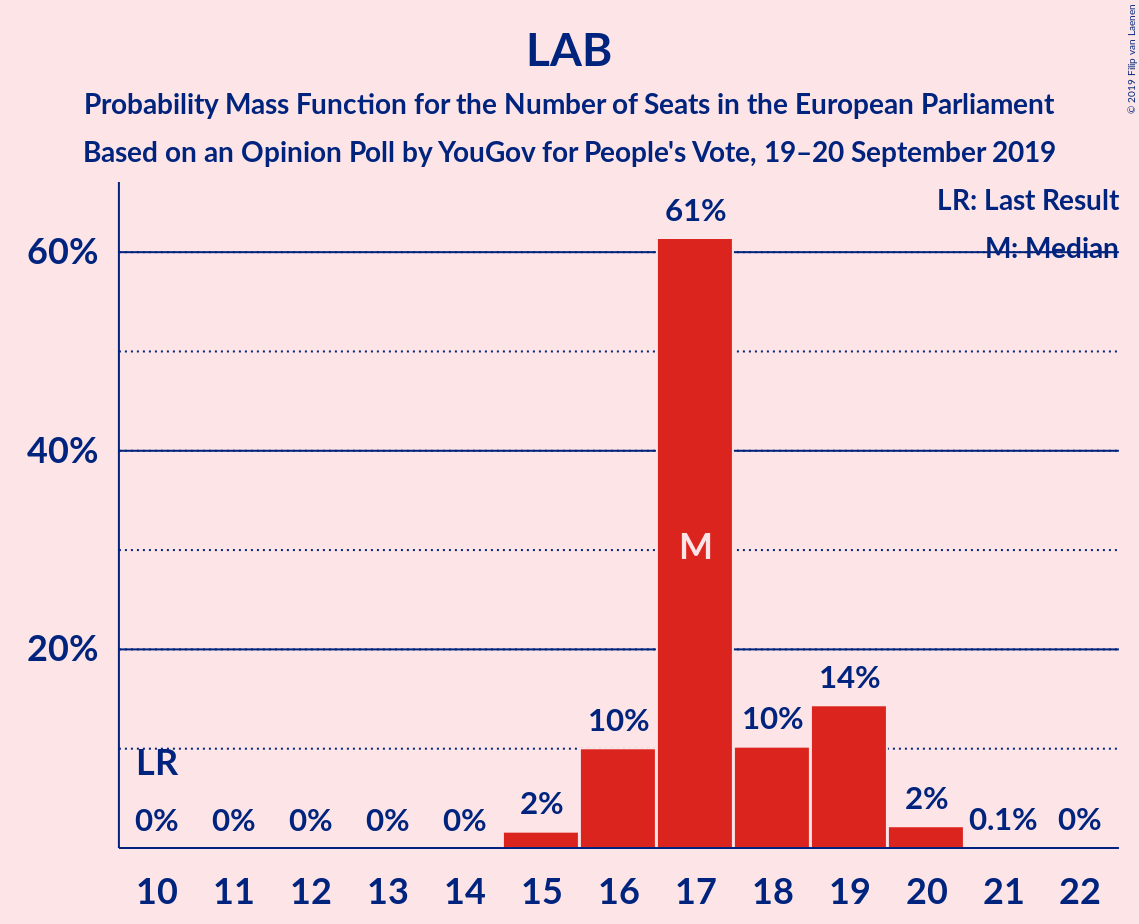 LAB
Probability Mass Function for the Number of Seats in the European Parliament
Based on an Opinion Poll by YouGov for People's Vote, 19–20 September 2019
© 2019 Filip van Laenen
LR: Last Result
M: Median
61%
60%
40%
M
20%
14%
10%
10%
LR
2%
2%
0%
0%
0%
0%
0%
0.1%
0%
10 11 12 13 14 15 16 17 18 19 20 21 22